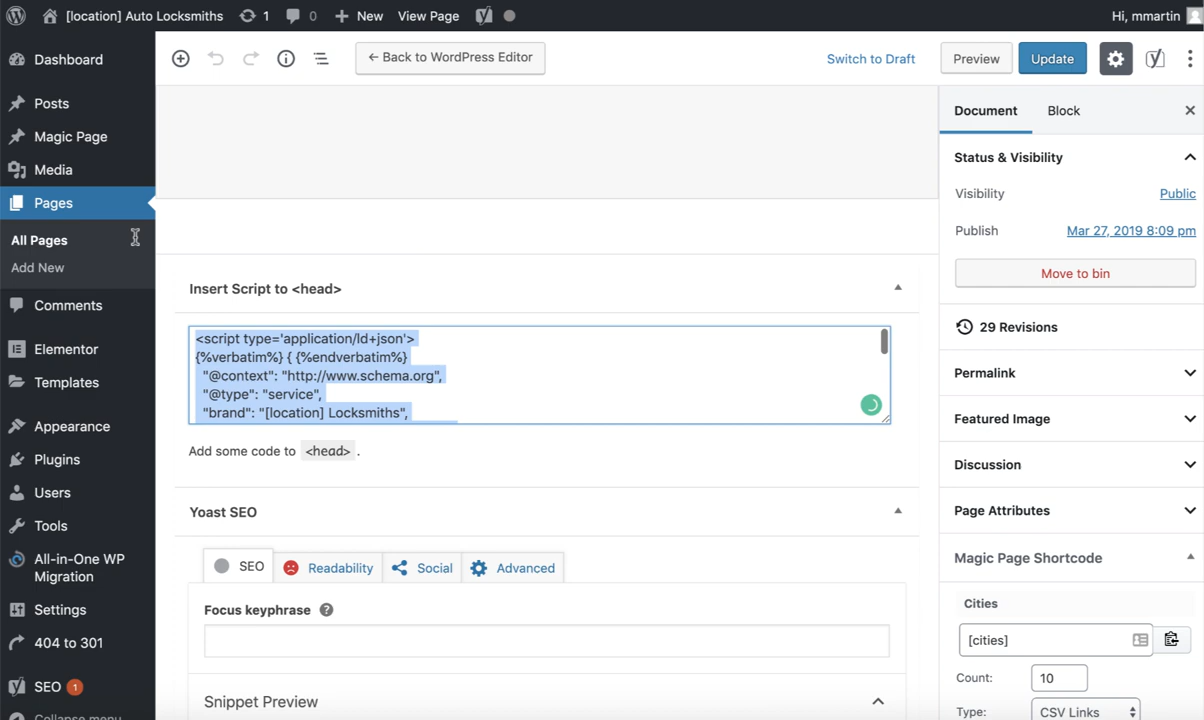 [location] Auto Locksmiths
1
0
New
View Page
Hi, mmartin
Dashboard
Posts
Magic Page
Media
Pages
All Pages
Add New
Comments
Elementor
Templates
Appearance
Plugins
Users
Tools
All-in-One WP
Migration
Settings
404 to 301
SEO 1
Collapse menu
← Back to WordPress Editor
Switch to Draft
Preview
Update
Insert Script to <head>
<script type='application/ld+json'>
{%verbatim%} { {%endverbatim%}
"@context": "http://www.schema.org",
"@type": "service",
"brand": "[location] Locksmiths",
Add some code to <head> .
Yoast SEO
SEO
Readability
Social
Advanced
Focus keyphrase ?
Snippet Preview
Document
Block
Status & Visibility
Visibility
Public
Publish
Mar 27, 2019 8:09 pm
Move to bin
29 Revisions
Permalink
Featured Image
Discussion
Page Attributes
Magic Page Shortcode
Cities
[cities]
Count:
10
Type:
CSV Links